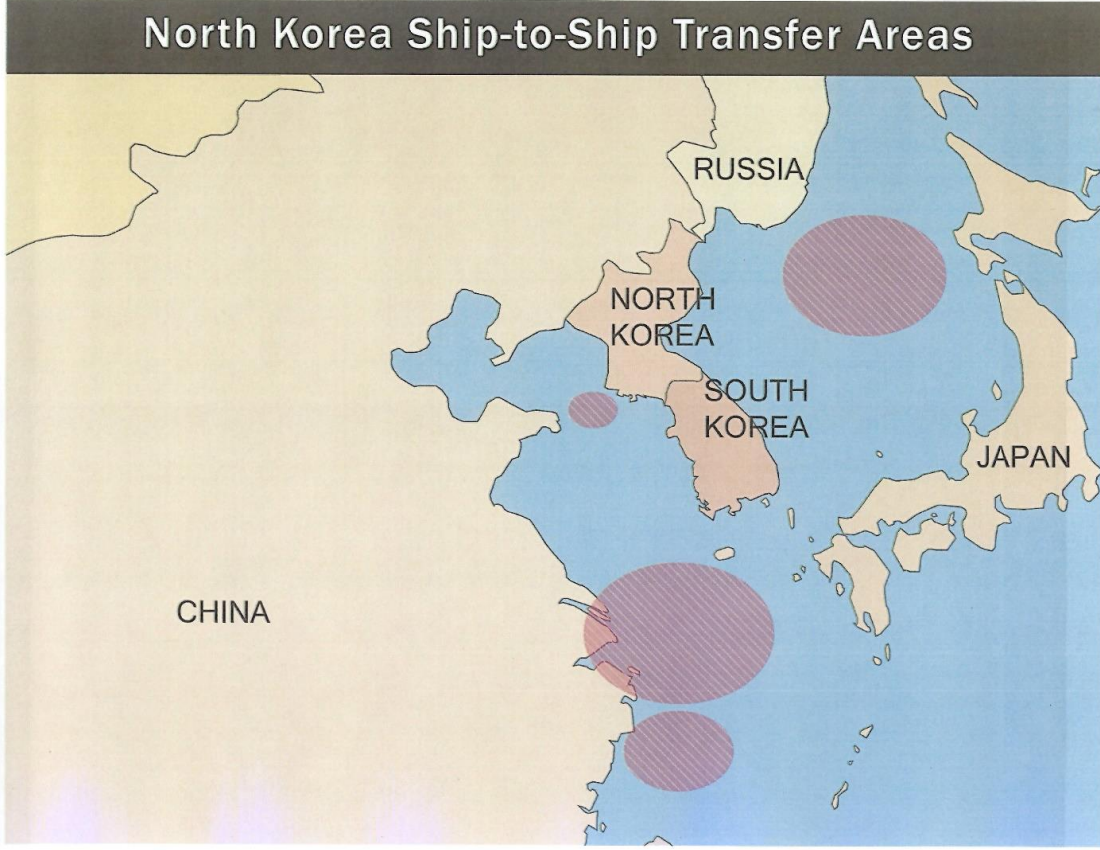 North Korea Ship-to-Ship Transfer Areas
RUSSIA
NORTH
KOREA
SOUTH
KOREA
JAPAN
CHINA